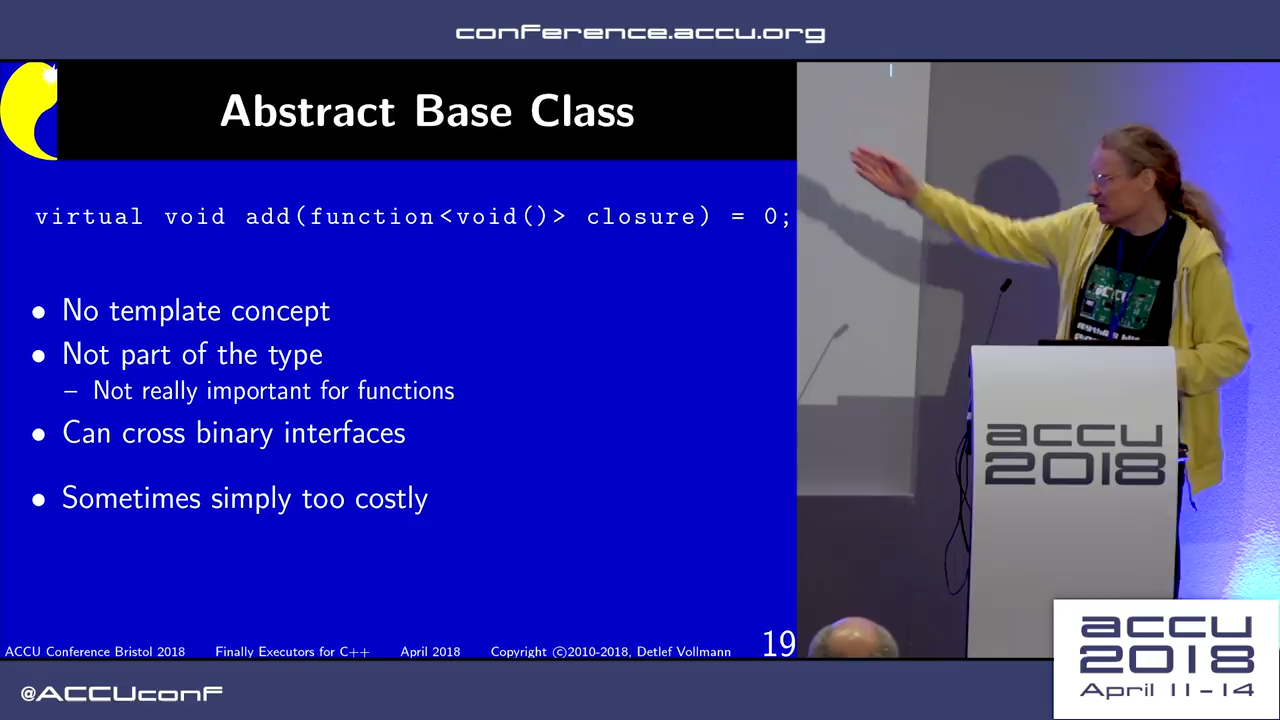 conference.accu.org
Abstract Base Class
virtual void add(function<void()> closure) = 0;
• No template concept
• Not part of the type
– Not really important for functions
• Can cross binary interfaces
• Sometimes simply too costly
ACCU Conference Bristol 2018 Finally Executors for C++ April 2018 Copyright ©2010-2018, Detlef Vollmann 19
accu
2018
accu
2018
April 11-14
@ACCUconf